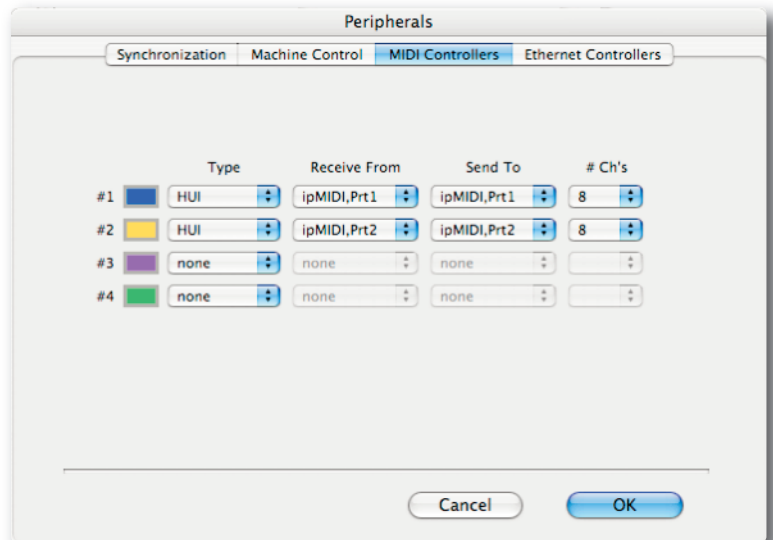 Peripherals
Synchronization Machine Control MIDI Controllers Ethernet Controllers
Type Receive From Send To # Ch's
#1 HUI ipMIDI,Prt1 ipMIDI,Prt1 8
#2 HUI ipMIDI,Prt2 ipMIDI,Prt2 8
#3 none none none
#4 none none none
Cancel OK